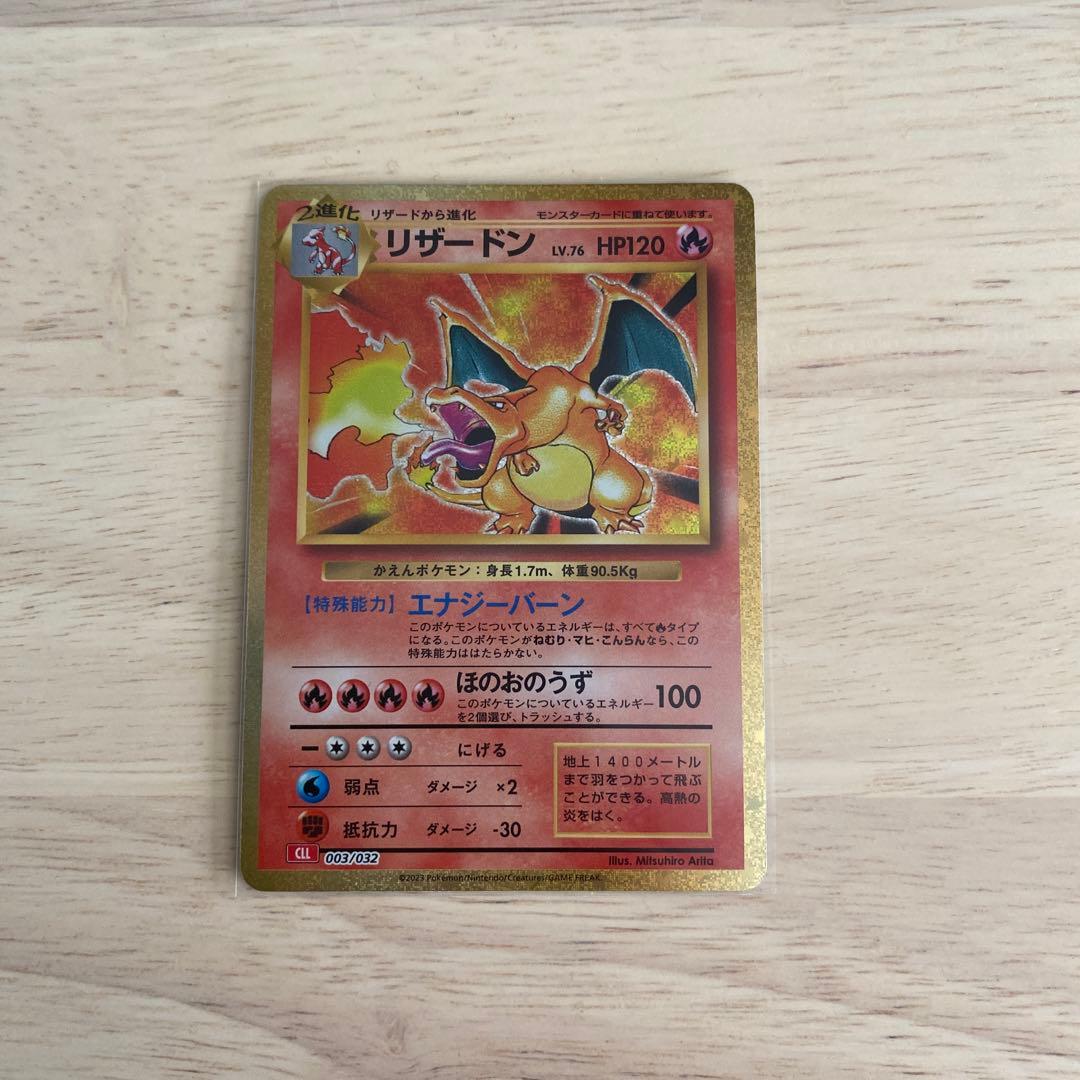 2進化 リザードから進化 モンスターカードに重ねて使います。
リザードン LV.76 HP120
かえんポケモン：身長1.7m、体重90.5Kg
【特殊能力】エナジーバーン
このポケモンについているエネルギーは、すべてタイプ
になる。このポケモンがねむり・マヒ・こんらんなら、この
特殊能力ははたらかない。
ほのおのうず 100
このポケモンについているエネルギー
を2個選び、トラッシュする。
にげる
弱点 ダメージ ×2
抵抗力 ダメージ -30
地上1400メートル
まで羽をつかって飛ぶ
ことができる。高熱の
炎をはく。
CLL 003/032
Illus. Mitsuhiro Arita
©2023 Pokémon/Nintendo/Creatures/GAME FREAK.